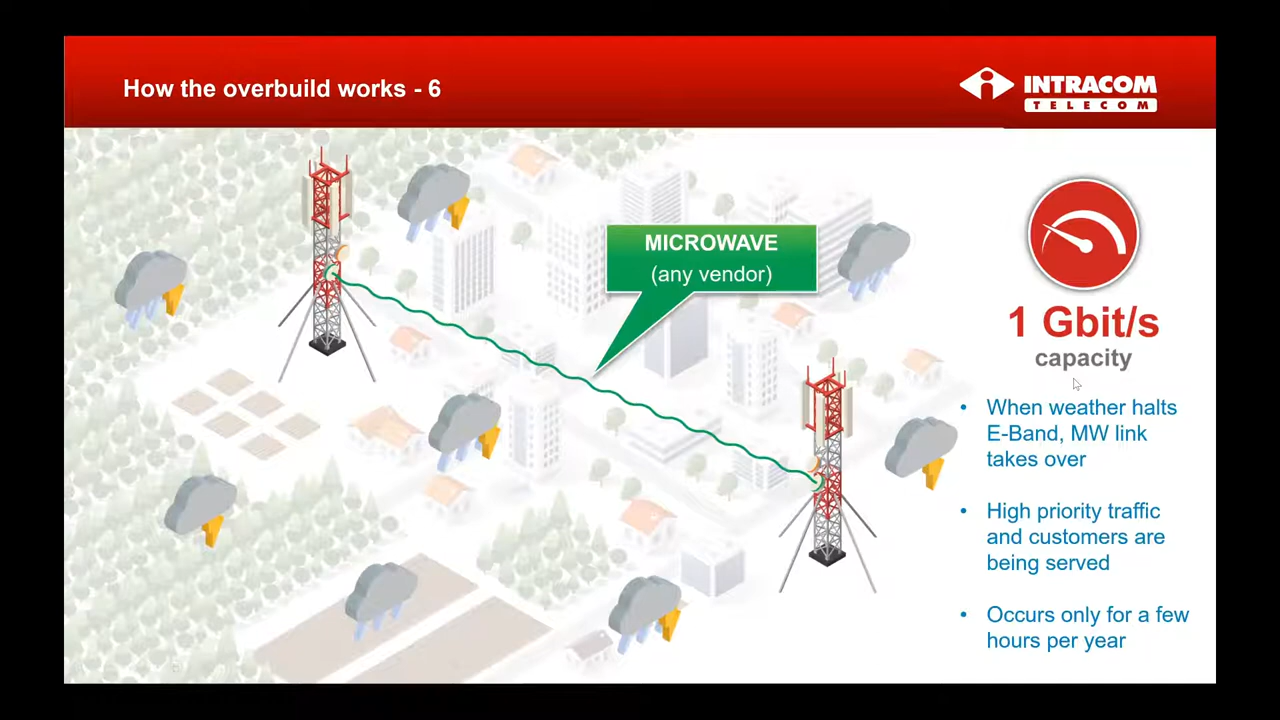 How the overbuild works - 6
INTRACOM
TELECOM
MICROWAVE
(any vendor)
1 Gbit/s
capacity
• When weather halts
E-Band, MW link
takes over
• High priority traffic
and customers are
being served
• Occurs only for a few
hours per year